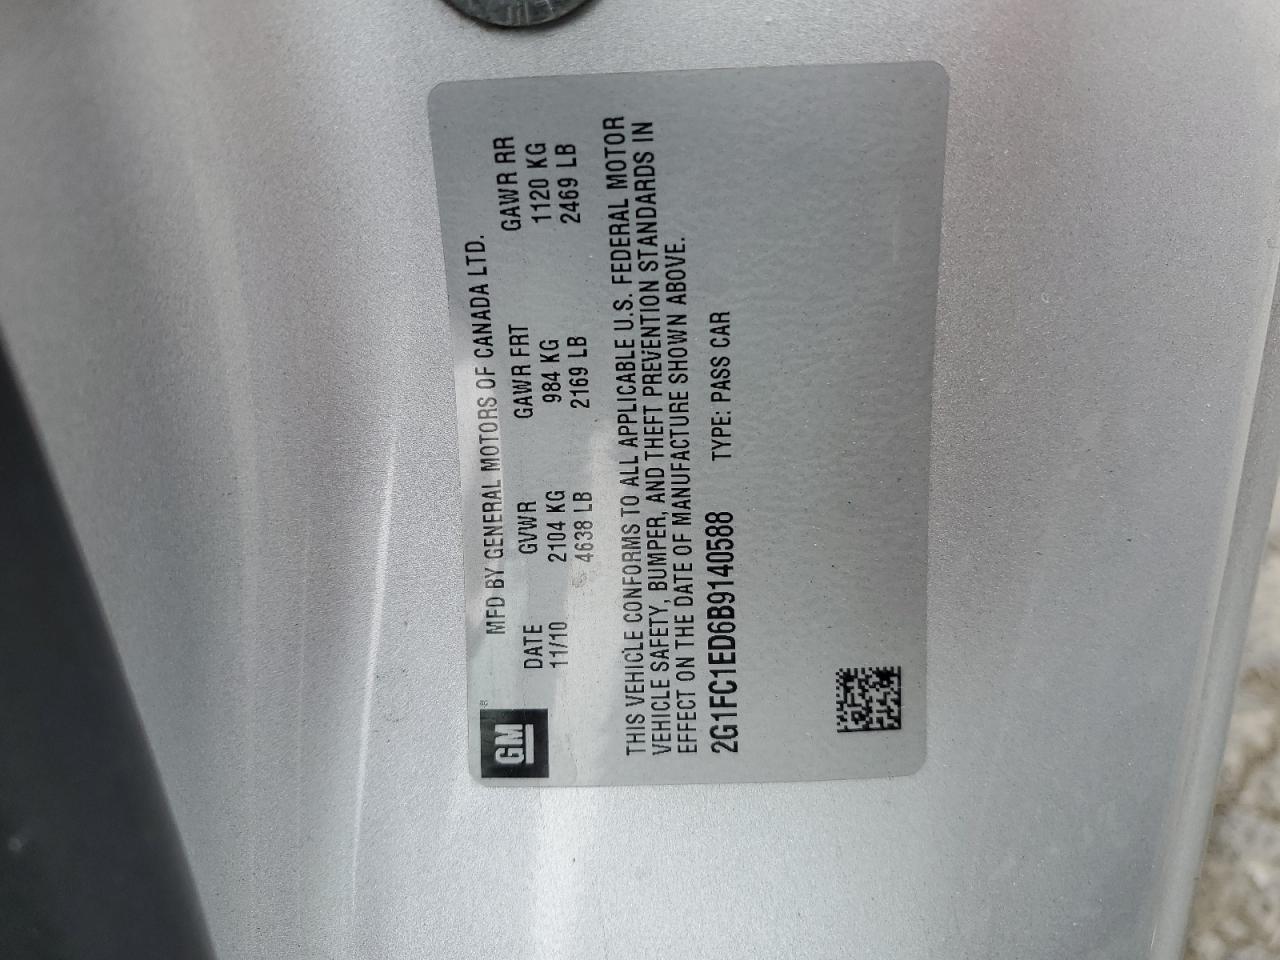 GM®
MFD BY GENERAL MOTORS OF CANADA LTD.
DATE GVWR GAWR FRT GAWR RR
11/10 2104 KG 984 KG 1120 KG
4638 LB 2169 LB 2469 LB
THIS VEHICLE CONFORMS TO ALL APPLICABLE U.S. FEDERAL MOTOR
VEHICLE SAFETY, BUMPER, AND THEFT PREVENTION STANDARDS IN
EFFECT ON THE DATE OF MANUFACTURE SHOWN ABOVE.
2G1FC1ED6B9140588 TYPE: PASS CAR